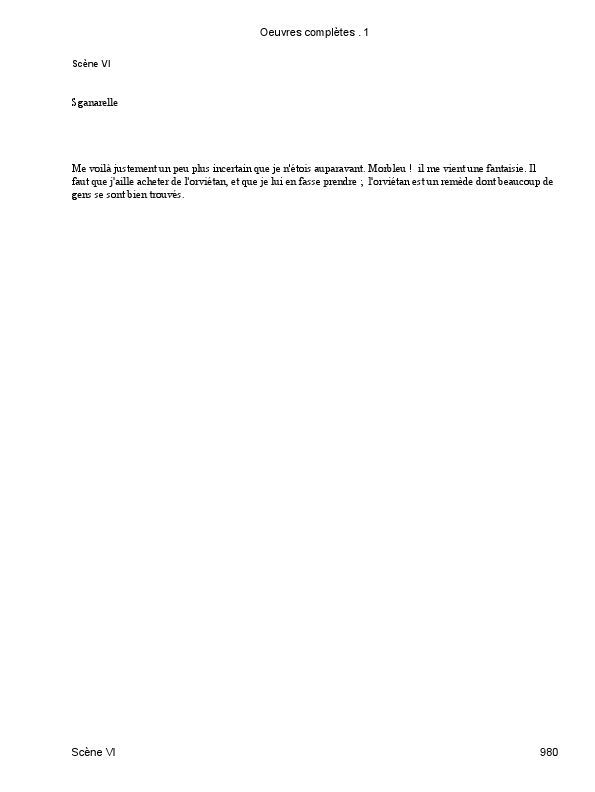 Oeuvres complètes . 1
Scène VI
Sganarelle
Me voilà justement un peu plus incertain que je n'étois auparavant. Morbleu ! il me vient une fantaisie. Il
faut que j'aille acheter de l'orviétan, et que je lui en fasse prendre ; l'orviétan est un remède dont beaucoup de
gens se sont bien trouvés.
Scène VI 980